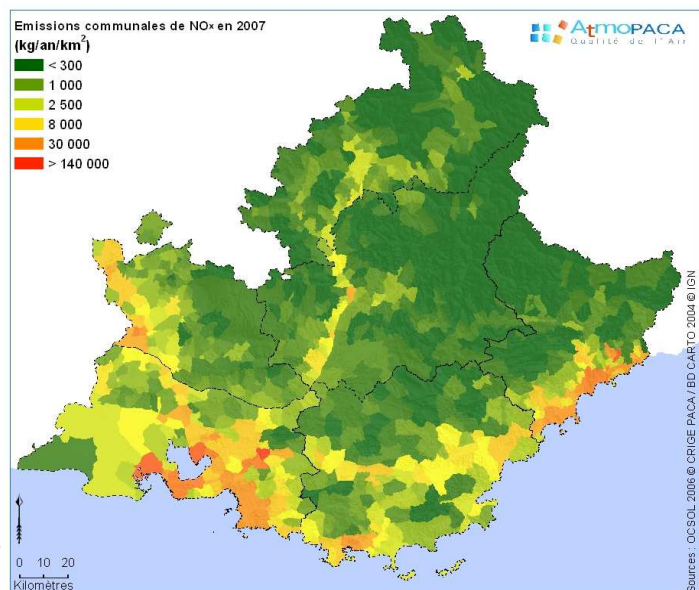 Emissions communales de NOx en 2007
(kg/an/km²)
< 300
1 000
2 500
8 000
30 000
> 140 000
AtmoPACA
Qualité de l'Air
0 10 20
Kilomètres
Sources : OCSOL 2006 © CRIGE PACA / BD CARTO 2004 © IGN